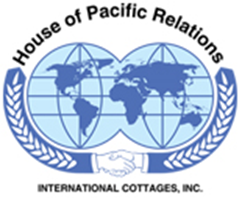 House of Pacific Relations
INTERNATIONAL COTTAGES, INC.